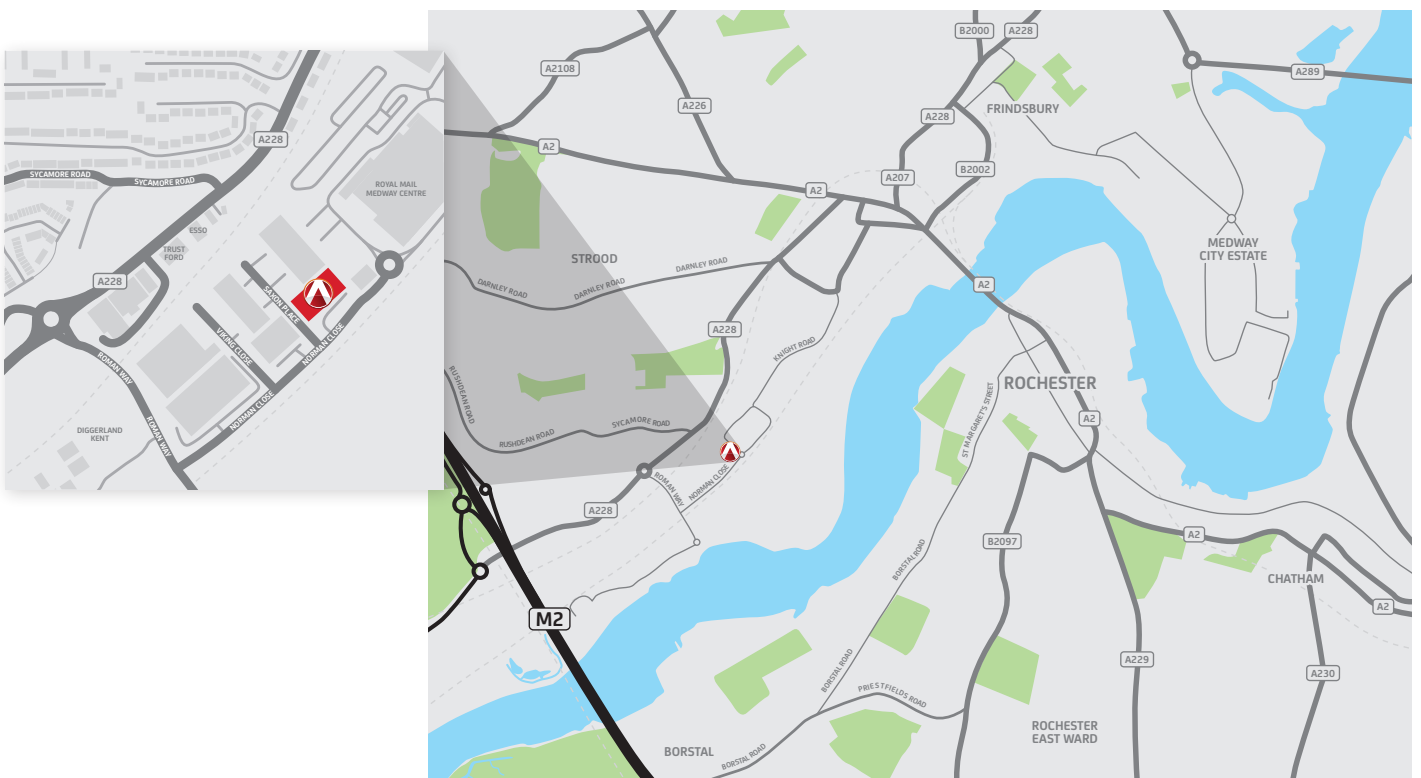 A228
SYCAMORE ROAD
SYCAMORE ROAD
ROYAL MAIL
MEDWAY CENTRE
ESSO
TRUST
FORD
A228
SAXON PLACE
VIKING CLOSE
NORMAN CLOSE
ROMAN WAY
NORMAN CLOSE
ROMAN WAY
DIGGERLAND
KENT
B2000
A228
A2108
A289
A226
FRINDSBURY
A228
A2
B2002
A207
A2
MEDWAY
CITY ESTATE
STROOD
DARNLEY ROAD
DARNLEY ROAD
DARNLEY ROAD
A2
A228
KNIGHT ROAD
ROCHESTER
RUSHDEAN ROAD
ST MARGARET'S STREET
A2
SYCAMORE ROAD
RUSHDEAN ROAD
ROMAN WAY
NORMAN CLOSE
A228
A2
B2097
BORSTAL ROAD
CHATHAM
A2
M2
A229
BORSTAL ROAD
A230
PRIESTFIELDS ROAD
ROCHESTER
EAST WARD
BORSTAL
BORSTAL ROAD